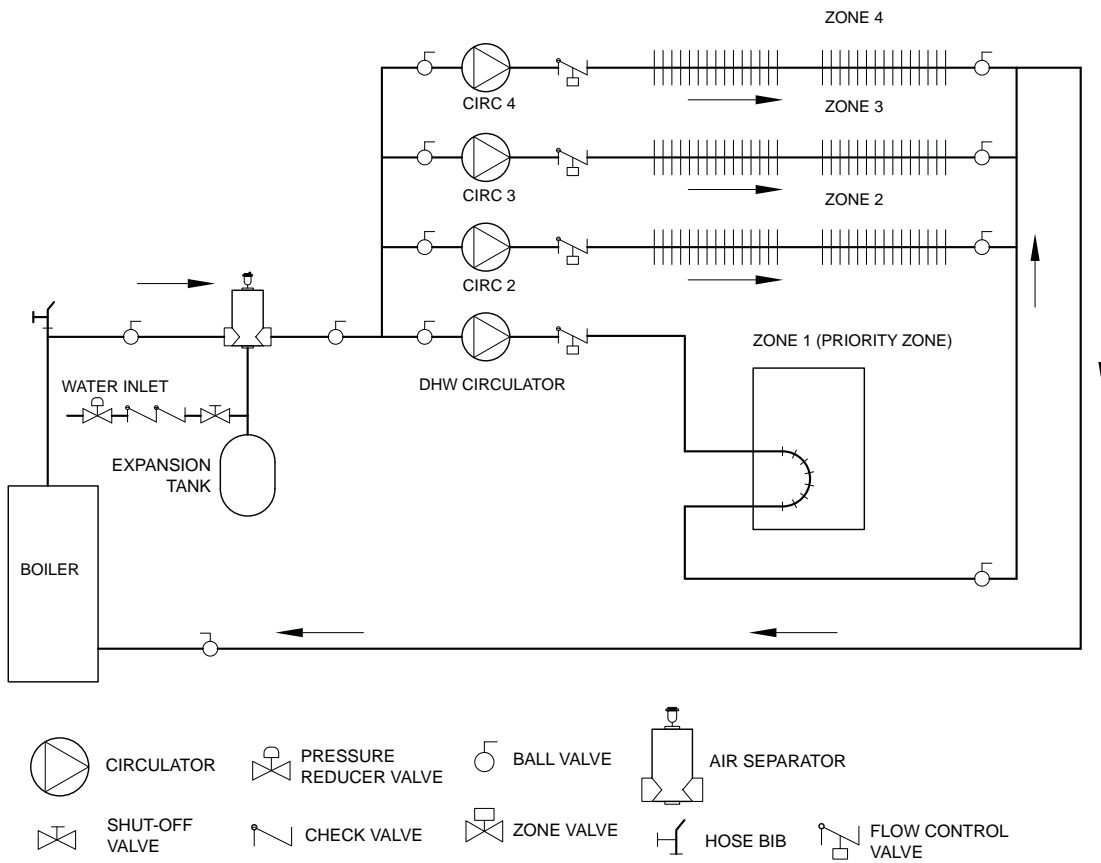 ZONE 4
CIRC 4
ZONE 3
CIRC 3
ZONE 2
CIRC 2
ZONE 1 (PRIORITY ZONE)
DHW CIRCULATOR
WATER INLET
EXPANSION
TANK
BOILER
CIRCULATOR
PRESSURE
REDUCER VALVE
BALL VALVE
AIR SEPARATOR
SHUT-OFF
VALVE
CHECK VALVE
ZONE VALVE
HOSE BIB
FLOW CONTROL
VALVE